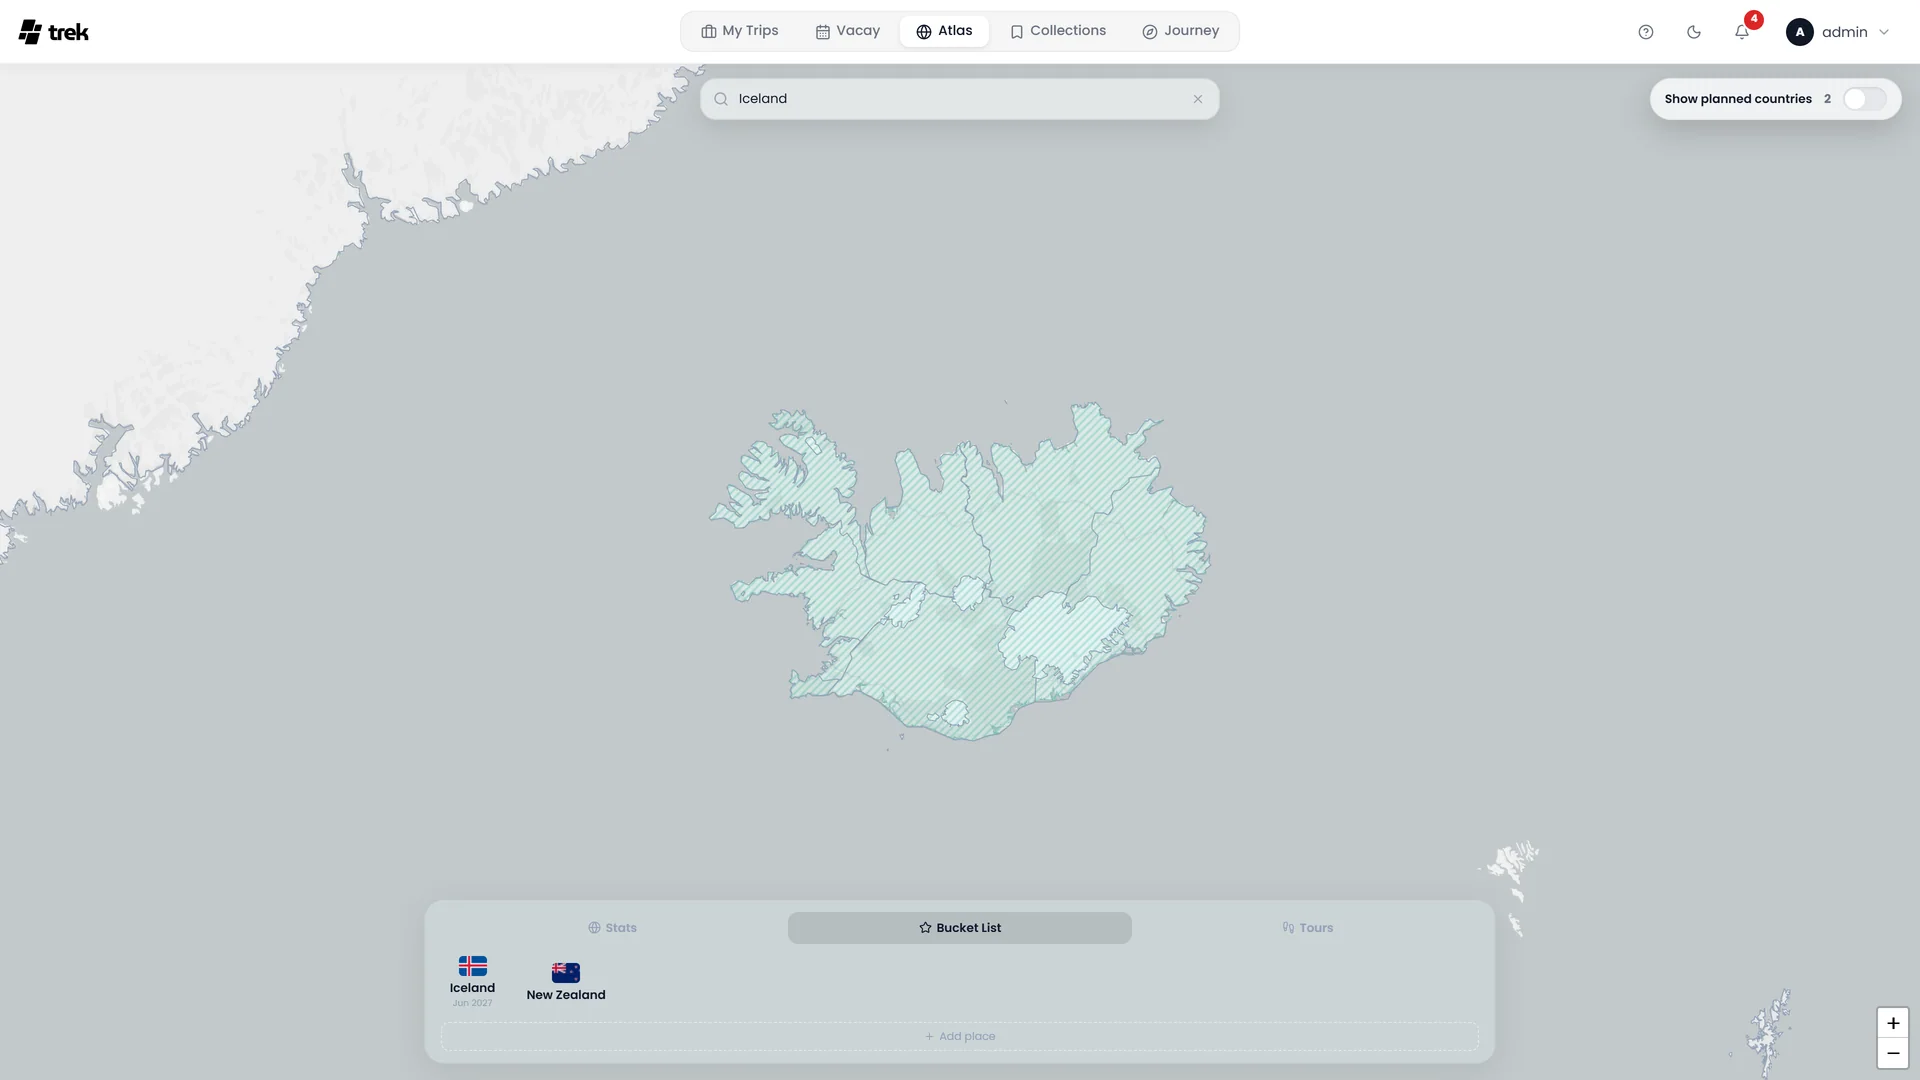 trek
My Trips
Vacay
Atlas
Collections
Journey
4
A
admin
Iceland
Show planned countries 2
Stats
Bucket List
Tours
Iceland
Jun 2027
New Zealand
+ Add place
+
−